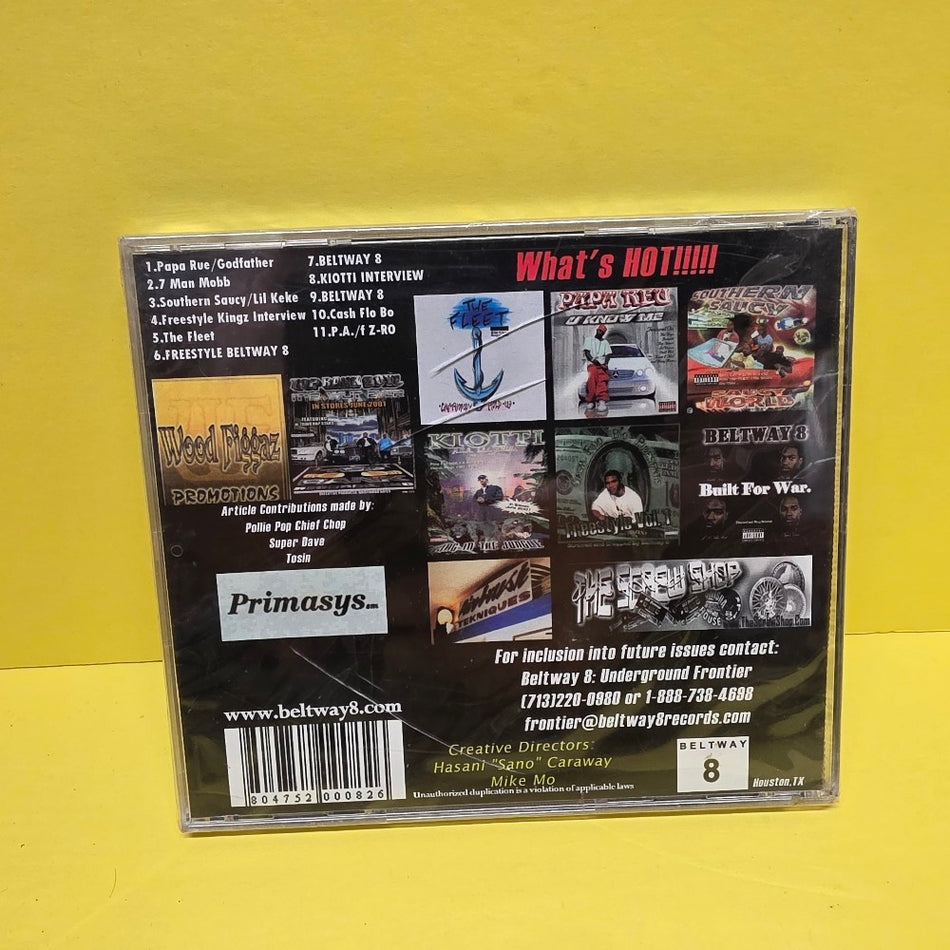 1.Papa Rue/Godfather
2.7 Man Mobb
3.Southern Saucy/Lil Keke
4.Freestyle Kingz Interview
5.The Fleet
6.FREESTYLE BELTWAY 8
7.BELTWAY 8
8.KIOTTI INTERVIEW
9.BELTWAY 8
10.Cash Flo Bo
11.P.A./f Z-RO
What's HOT!!!!!
THE
FLEET
PAPA REU
U KNOW ME
SOUTHERN
SAUCY
WORLD
Wood Figgaz
PROMOTIONS
IN STORES JUNE 2001
KIOTTI
IN THE JUNGLE
Freestyle Vol. 1
BELTWAY 8
Built For War.
Article Contributions made by:
Pollie Pop Chief Chop
Super Dave
Tosin
Primasys
Airbrush
TEKNIQUES
THE SCREW SHOP
For inclusion into future issues contact:
Beltway 8: Underground Frontier
(713)220-0980 or 1-888-738-4698
frontier@beltway8records.com
www.beltway8.com
804752 000826
Creative Directors:
Hasani "Sano" Caraway
Mike Mo
Unauthorized duplication is a violation of applicable laws
BELTWAY
8
Houston,TX